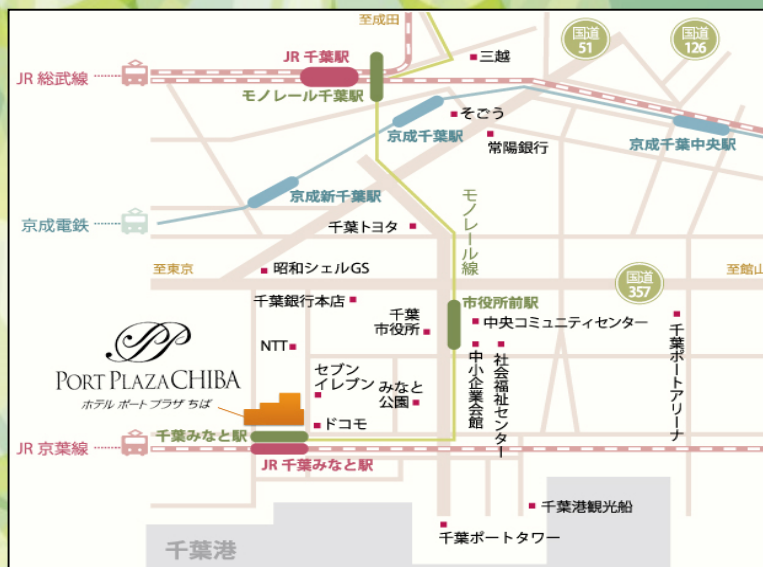 至成田
国道
51
国道
126
JR 千葉駅
三越
JR 総武線
モノレール千葉駅
そごう
京成千葉駅
京成千葉中央駅
常陽銀行
京成新千葉駅
モノレール線
京成電鉄
千葉トヨタ
至東京
昭和シェルGS
国道
357
至館山
千葉銀行本店
市役所前駅
千葉
市役所
中央コミュニティセンター
千葉ポートアリーナ
NTT
中小企業会館
社会福祉センター
PORT PLAZA CHIBA
ホテル ポートプラザ ちば
セブン
イレブン
みなと
公園
ドコモ
千葉みなと駅
JR 京葉線
JR 千葉みなと駅
千葉港観光船
千葉ポートタワー
千葉港